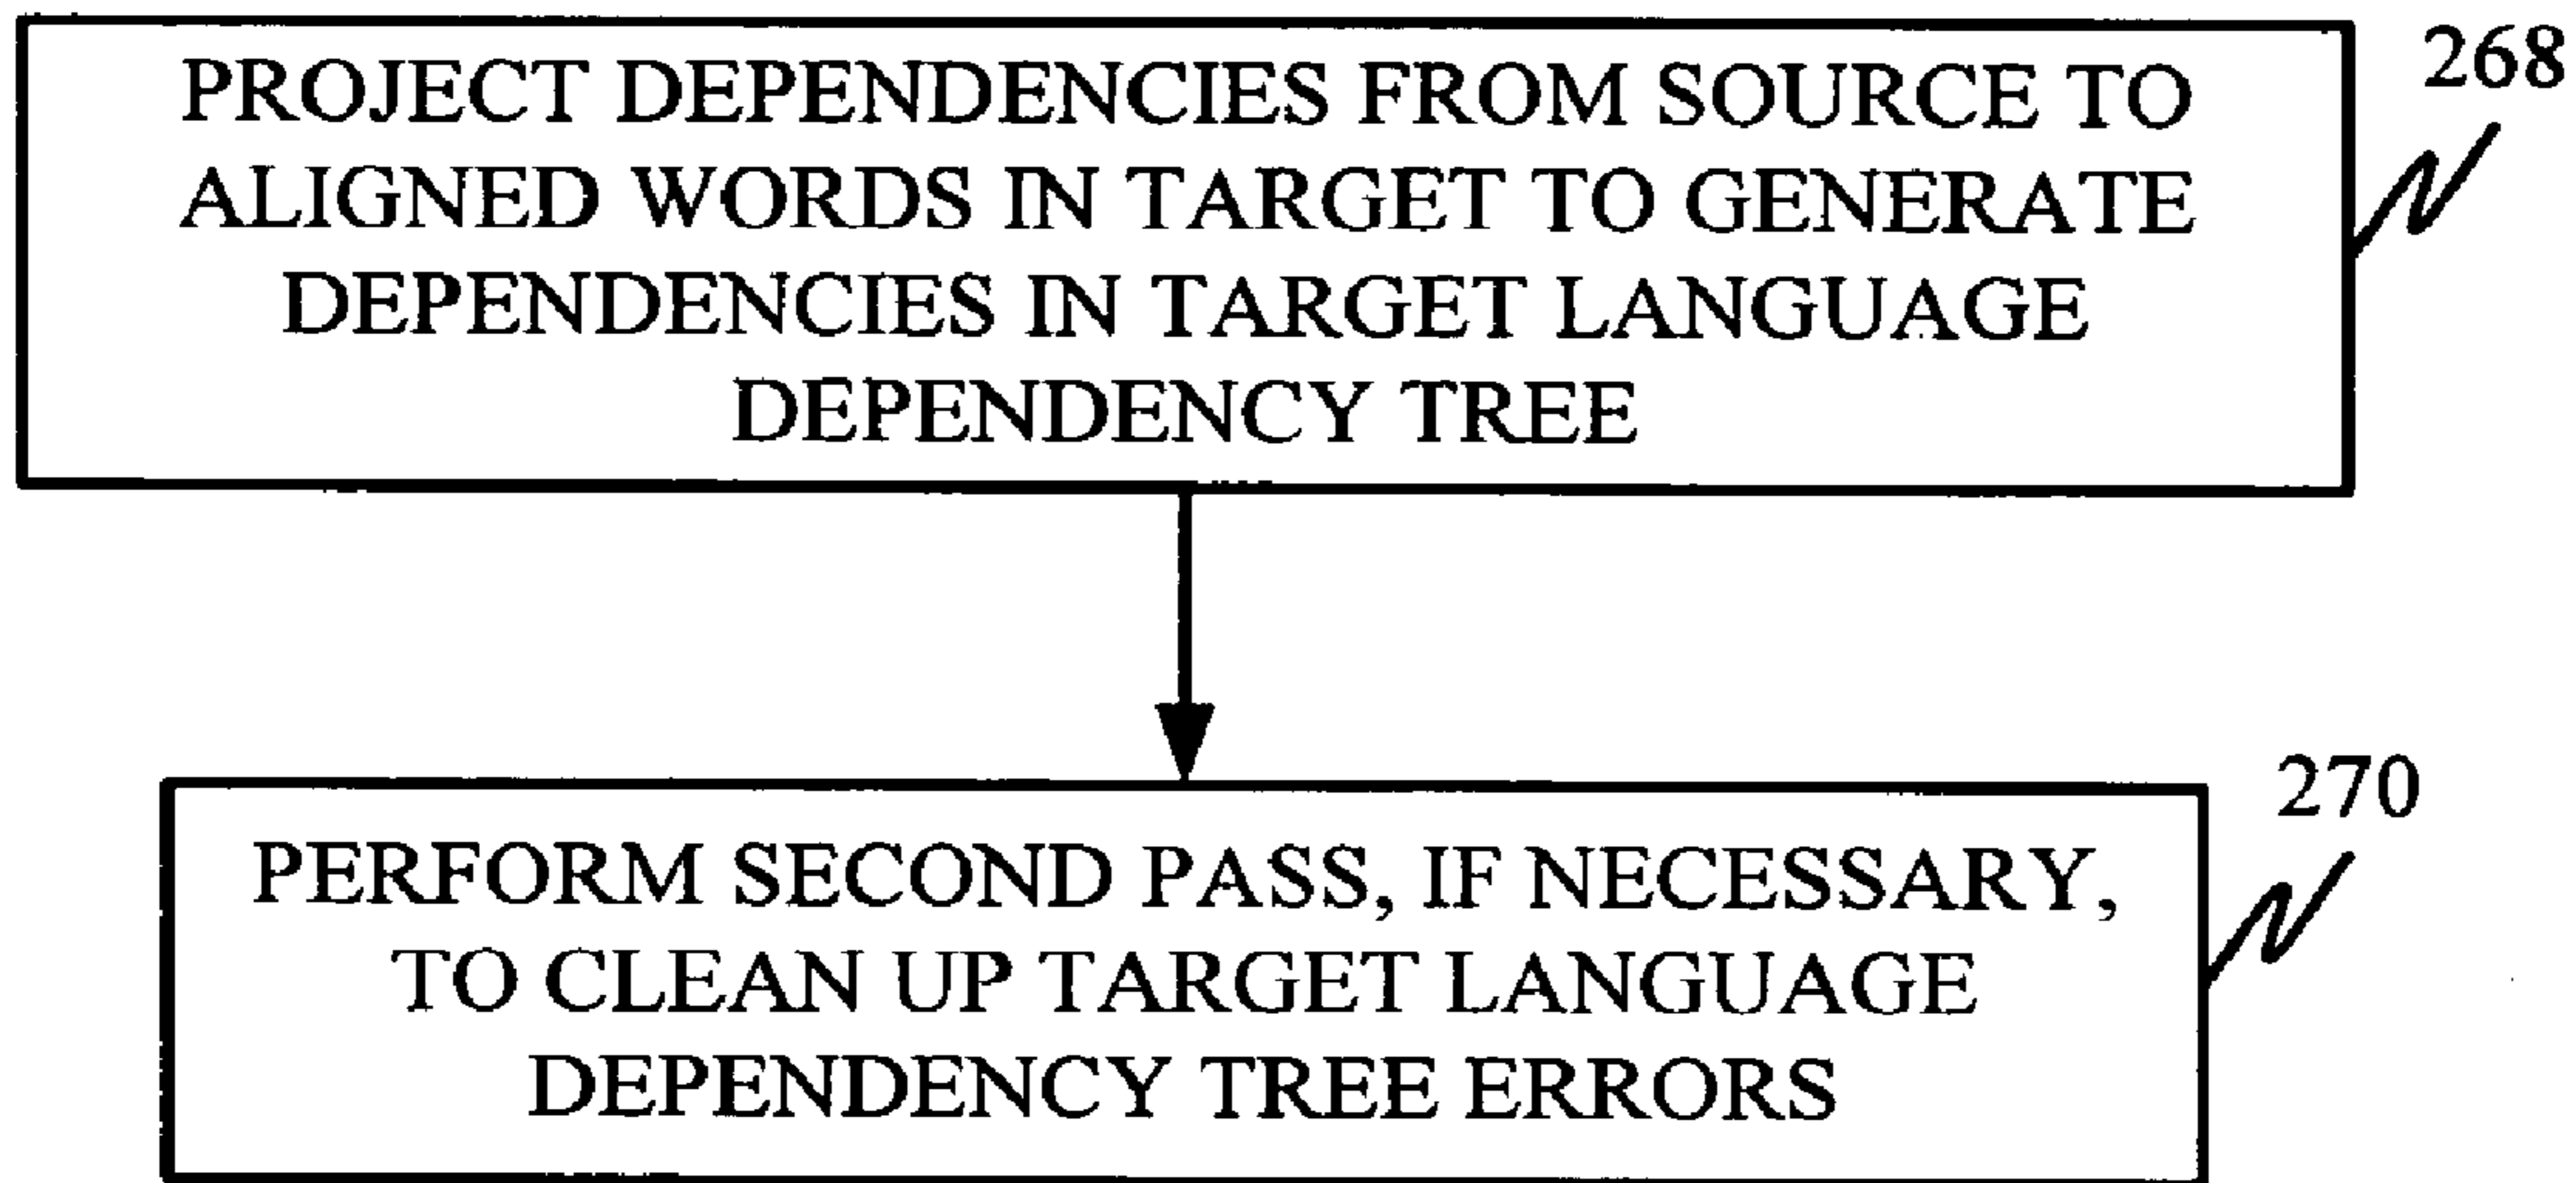 PROJECT DEPENDENCIES FROM SOURCE TO
ALIGNED WORDS IN TARGET TO GENERATE
DEPENDENCIES IN TARGET LANGUAGE
DEPENDENCY TREE
268
PERFORM SECOND PASS, IF NECESSARY,
TO CLEAN UP TARGET LANGUAGE
DEPENDENCY TREE ERRORS
270